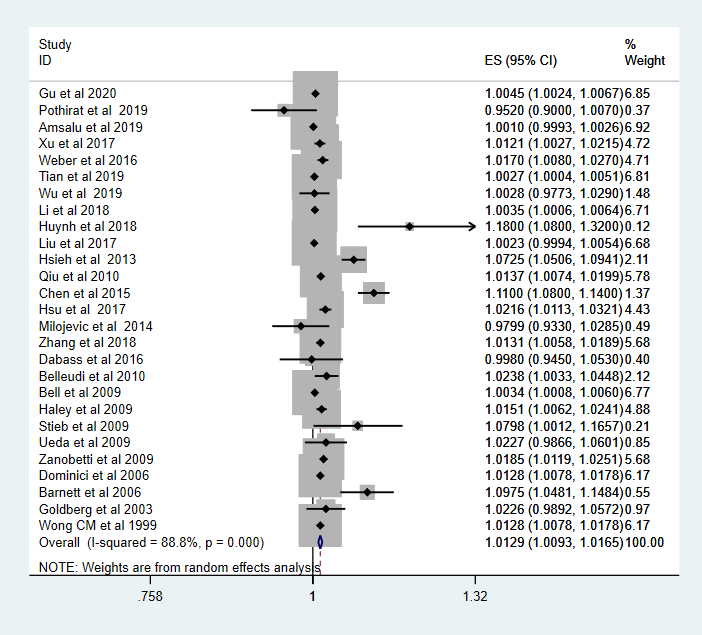 Study %
ID ES (95% CI) Weight
Gu et al 2020 1.0045 (1.0024, 1.0067) 6.85
Pothirat et al 2019 0.9520 (0.9000, 1.0070) 0.37
Amsalu et al 2019 1.0010 (0.9993, 1.0026) 6.92
Xu et al 2017 1.0121 (1.0027, 1.0215) 4.72
Weber et al 2016 1.0170 (1.0080, 1.0270) 4.71
Tian et al 2019 1.0027 (1.0004, 1.0051) 6.81
Wu et al 2019 1.0028 (0.9773, 1.0290) 1.48
Li et al 2018 1.0035 (1.0006, 1.0064) 6.71
Huynh et al 2018 1.1800 (1.0800, 1.3200) 0.12
Liu et al 2017 1.0023 (0.9994, 1.0054) 6.68
Hsieh et al 2013 1.0725 (1.0506, 1.0941) 2.11
Qiu et al 2010 1.0137 (1.0074, 1.0199) 5.78
Chen et al 2015 1.1100 (1.0800, 1.1400) 1.37
Hsu et al 2017 1.0216 (1.0113, 1.0321) 4.43
Milojevic et al 2014 0.9799 (0.9330, 1.0285) 0.49
Zhang et al 2018 1.0131 (1.0058, 1.0189) 5.68
Dabass et al 2016 0.9980 (0.9450, 1.0530) 0.40
Belleudi et al 2010 1.0238 (1.0033, 1.0448) 2.12
Bell et al 2009 1.0034 (1.0008, 1.0060) 6.77
Haley et al 2009 1.0151 (1.0062, 1.0241) 4.88
Stieb et al 2009 1.0798 (1.0012, 1.1657) 0.21
Ueda et al 2009 1.0227 (0.9866, 1.0601) 0.85
Zanobetti et al 2009 1.0185 (1.0119, 1.0251) 5.68
Dominici et al 2006 1.0128 (1.0078, 1.0178) 6.17
Barnett et al 2006 1.0975 (1.0481, 1.1484) 0.55
Goldberg et al 2003 1.0226 (0.9892, 1.0572) 0.97
Wong CM et al 1999 1.0128 (1.0078, 1.0178) 6.17
Overall (I-squared = 88.8%, p = 0.000) 1.0129 (1.0093, 1.0165) 100.00
NOTE: Weights are from random effects analysis
.758 1 1.32